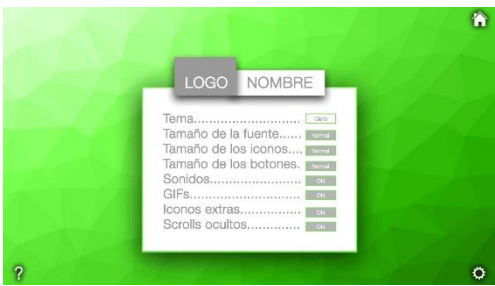 LOGO NOMBRE
Tema.......................... Claro
Tamaño de la fuente...... Normal
Tamaño de los iconos.... Normal
Tamaño de los botones. Normal
Sonidos..................... ON
GIFs........................... ON
Iconos extras.............. ON
Scrolls ocultos............. ON
?